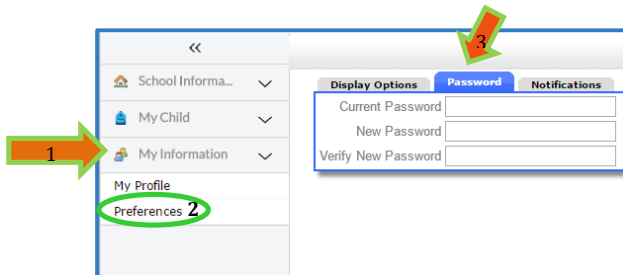 «
3
School Informa...
Display Options Password Notifications
My Child
Current Password
New Password
1 My Information
Verify New Password
My Profile
Preferences 2